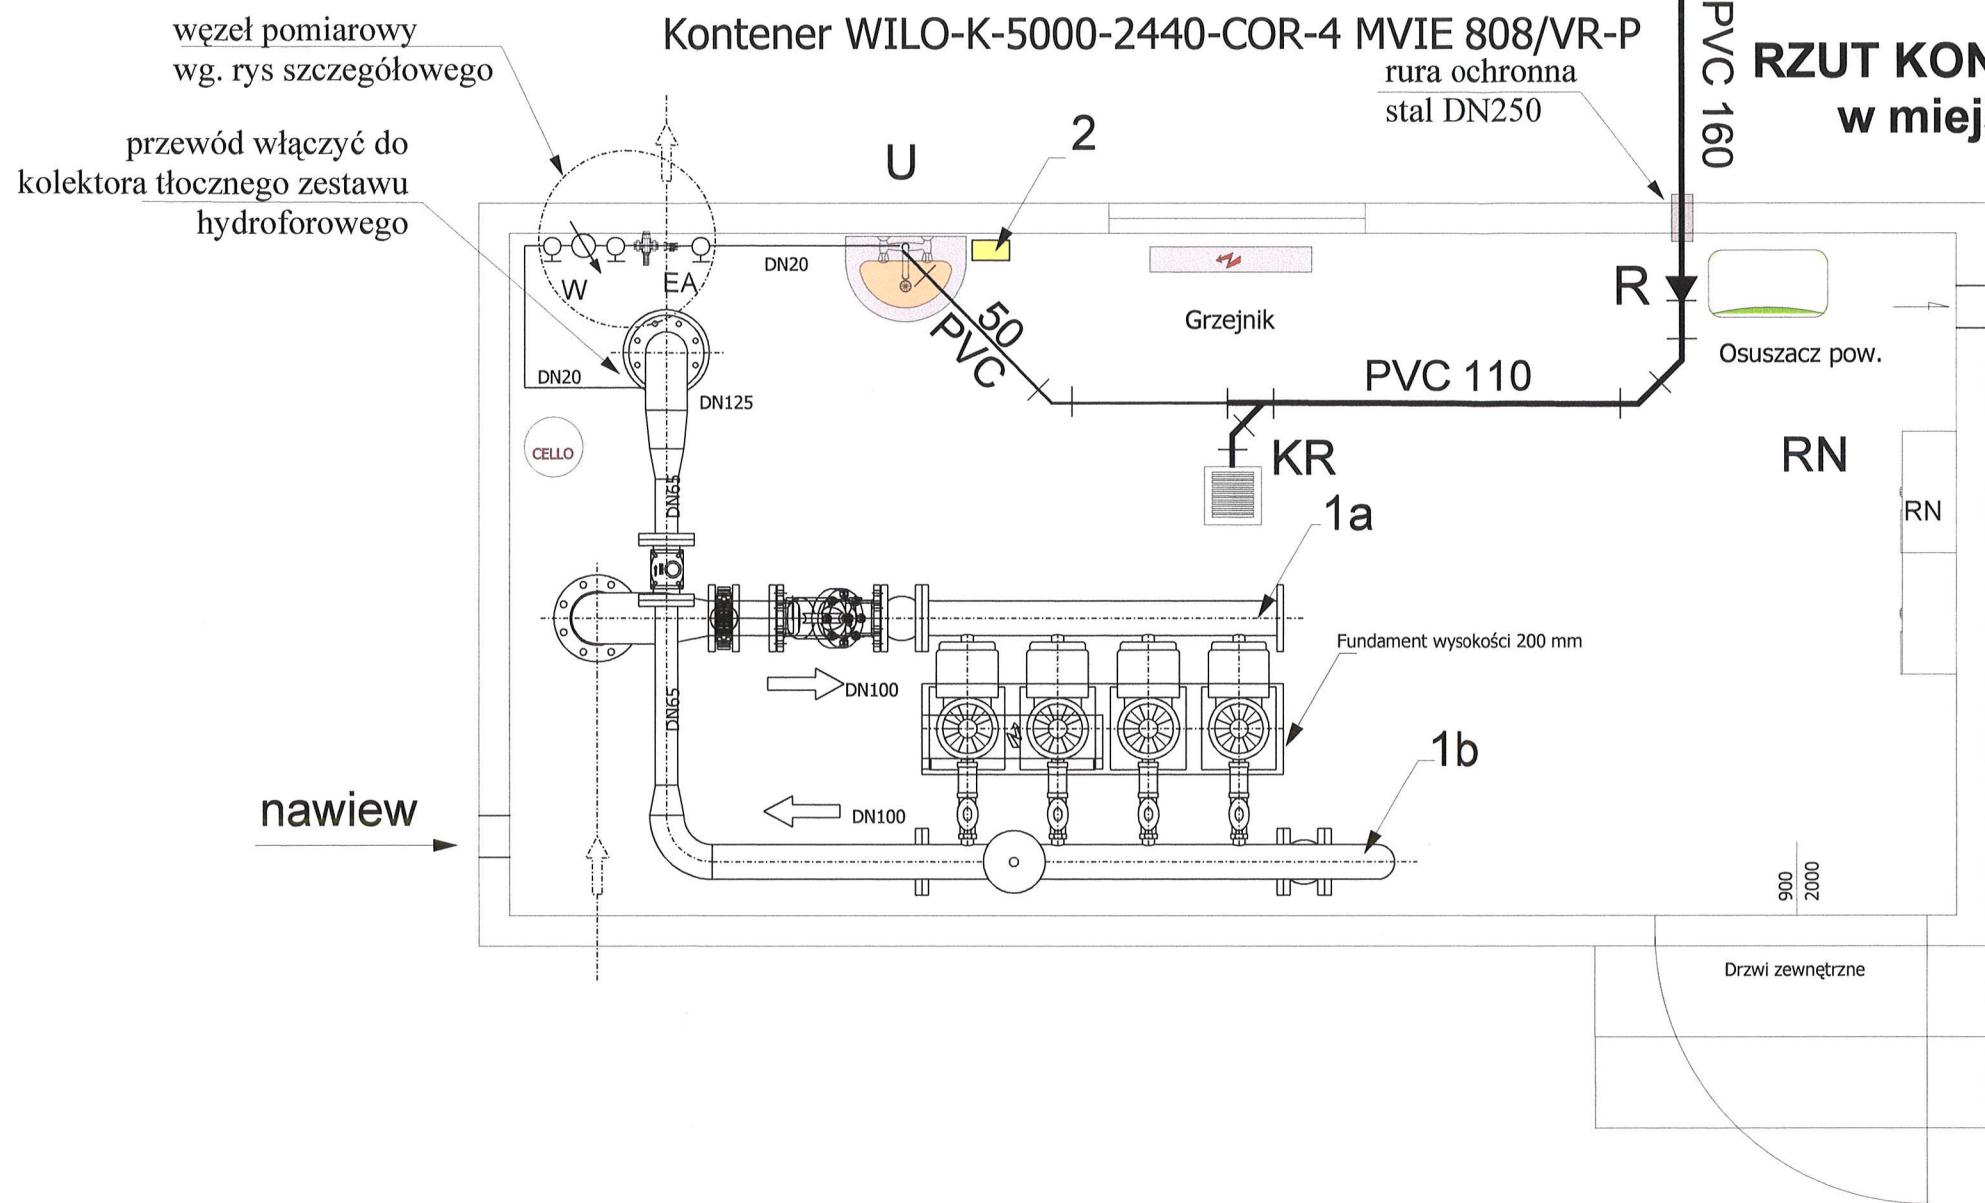 węzeł pomiarowy
wg. rys szczegółowego
Kontener WILO-K-5000-2440-COR-4 MVIE 808/VR-P
rura ochronna
stal DN250
PVC 160
RZUT KON
w miej
przewód włączyć do
kolektora tłocznego zestawu
hydroforowego
U
2
W
EA
DN20
R
50
PVC
Grzejnik
Osuszacz pow.
DN20
DN125
PVC 110
CELLO
KR
RN
DN65
1a
RN
Fundament wysokości 200 mm
DN100
DN65
1b
nawiew
DN100
900
2000
Drzwi zewnętrzne